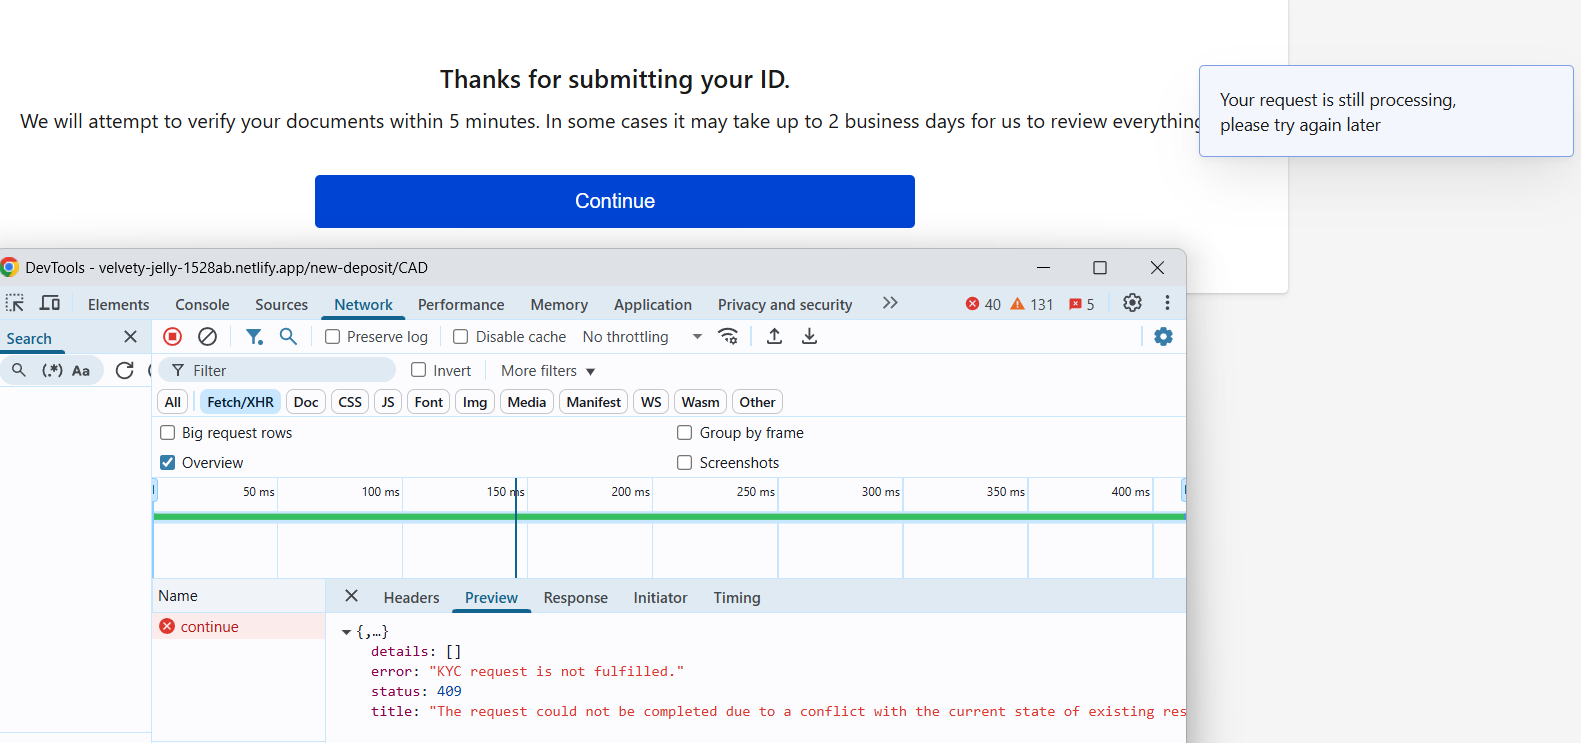 Thanks for submitting your ID.
We will attempt to verify your documents within 5 minutes. In some cases it may take up to 2 business days for us to review everything
Your request is still processing,
please try again later
Continue
DevTools - velvety-jelly-1528ab.netlify.app/new-deposit/CAD
Elements Console Sources Network Performance Memory Application Privacy and security 40 131 5
Search
Preserve log Disable cache No throttling
(.*) Aa
Filter Invert More filters
All Fetch/XHR Doc CSS JS Font Img Media Manifest WS Wasm Other
Big request rows Group by frame
Overview Screenshots
50 ms 100 ms 150 ms 200 ms 250 ms 300 ms 350 ms 400 ms
Name
Headers Preview Response Initiator Timing
continue
{,…}
details: []
error: "KYC request is not fulfilled."
status: 409
title: "The request could not be completed due to a conflict with the current state of existing res